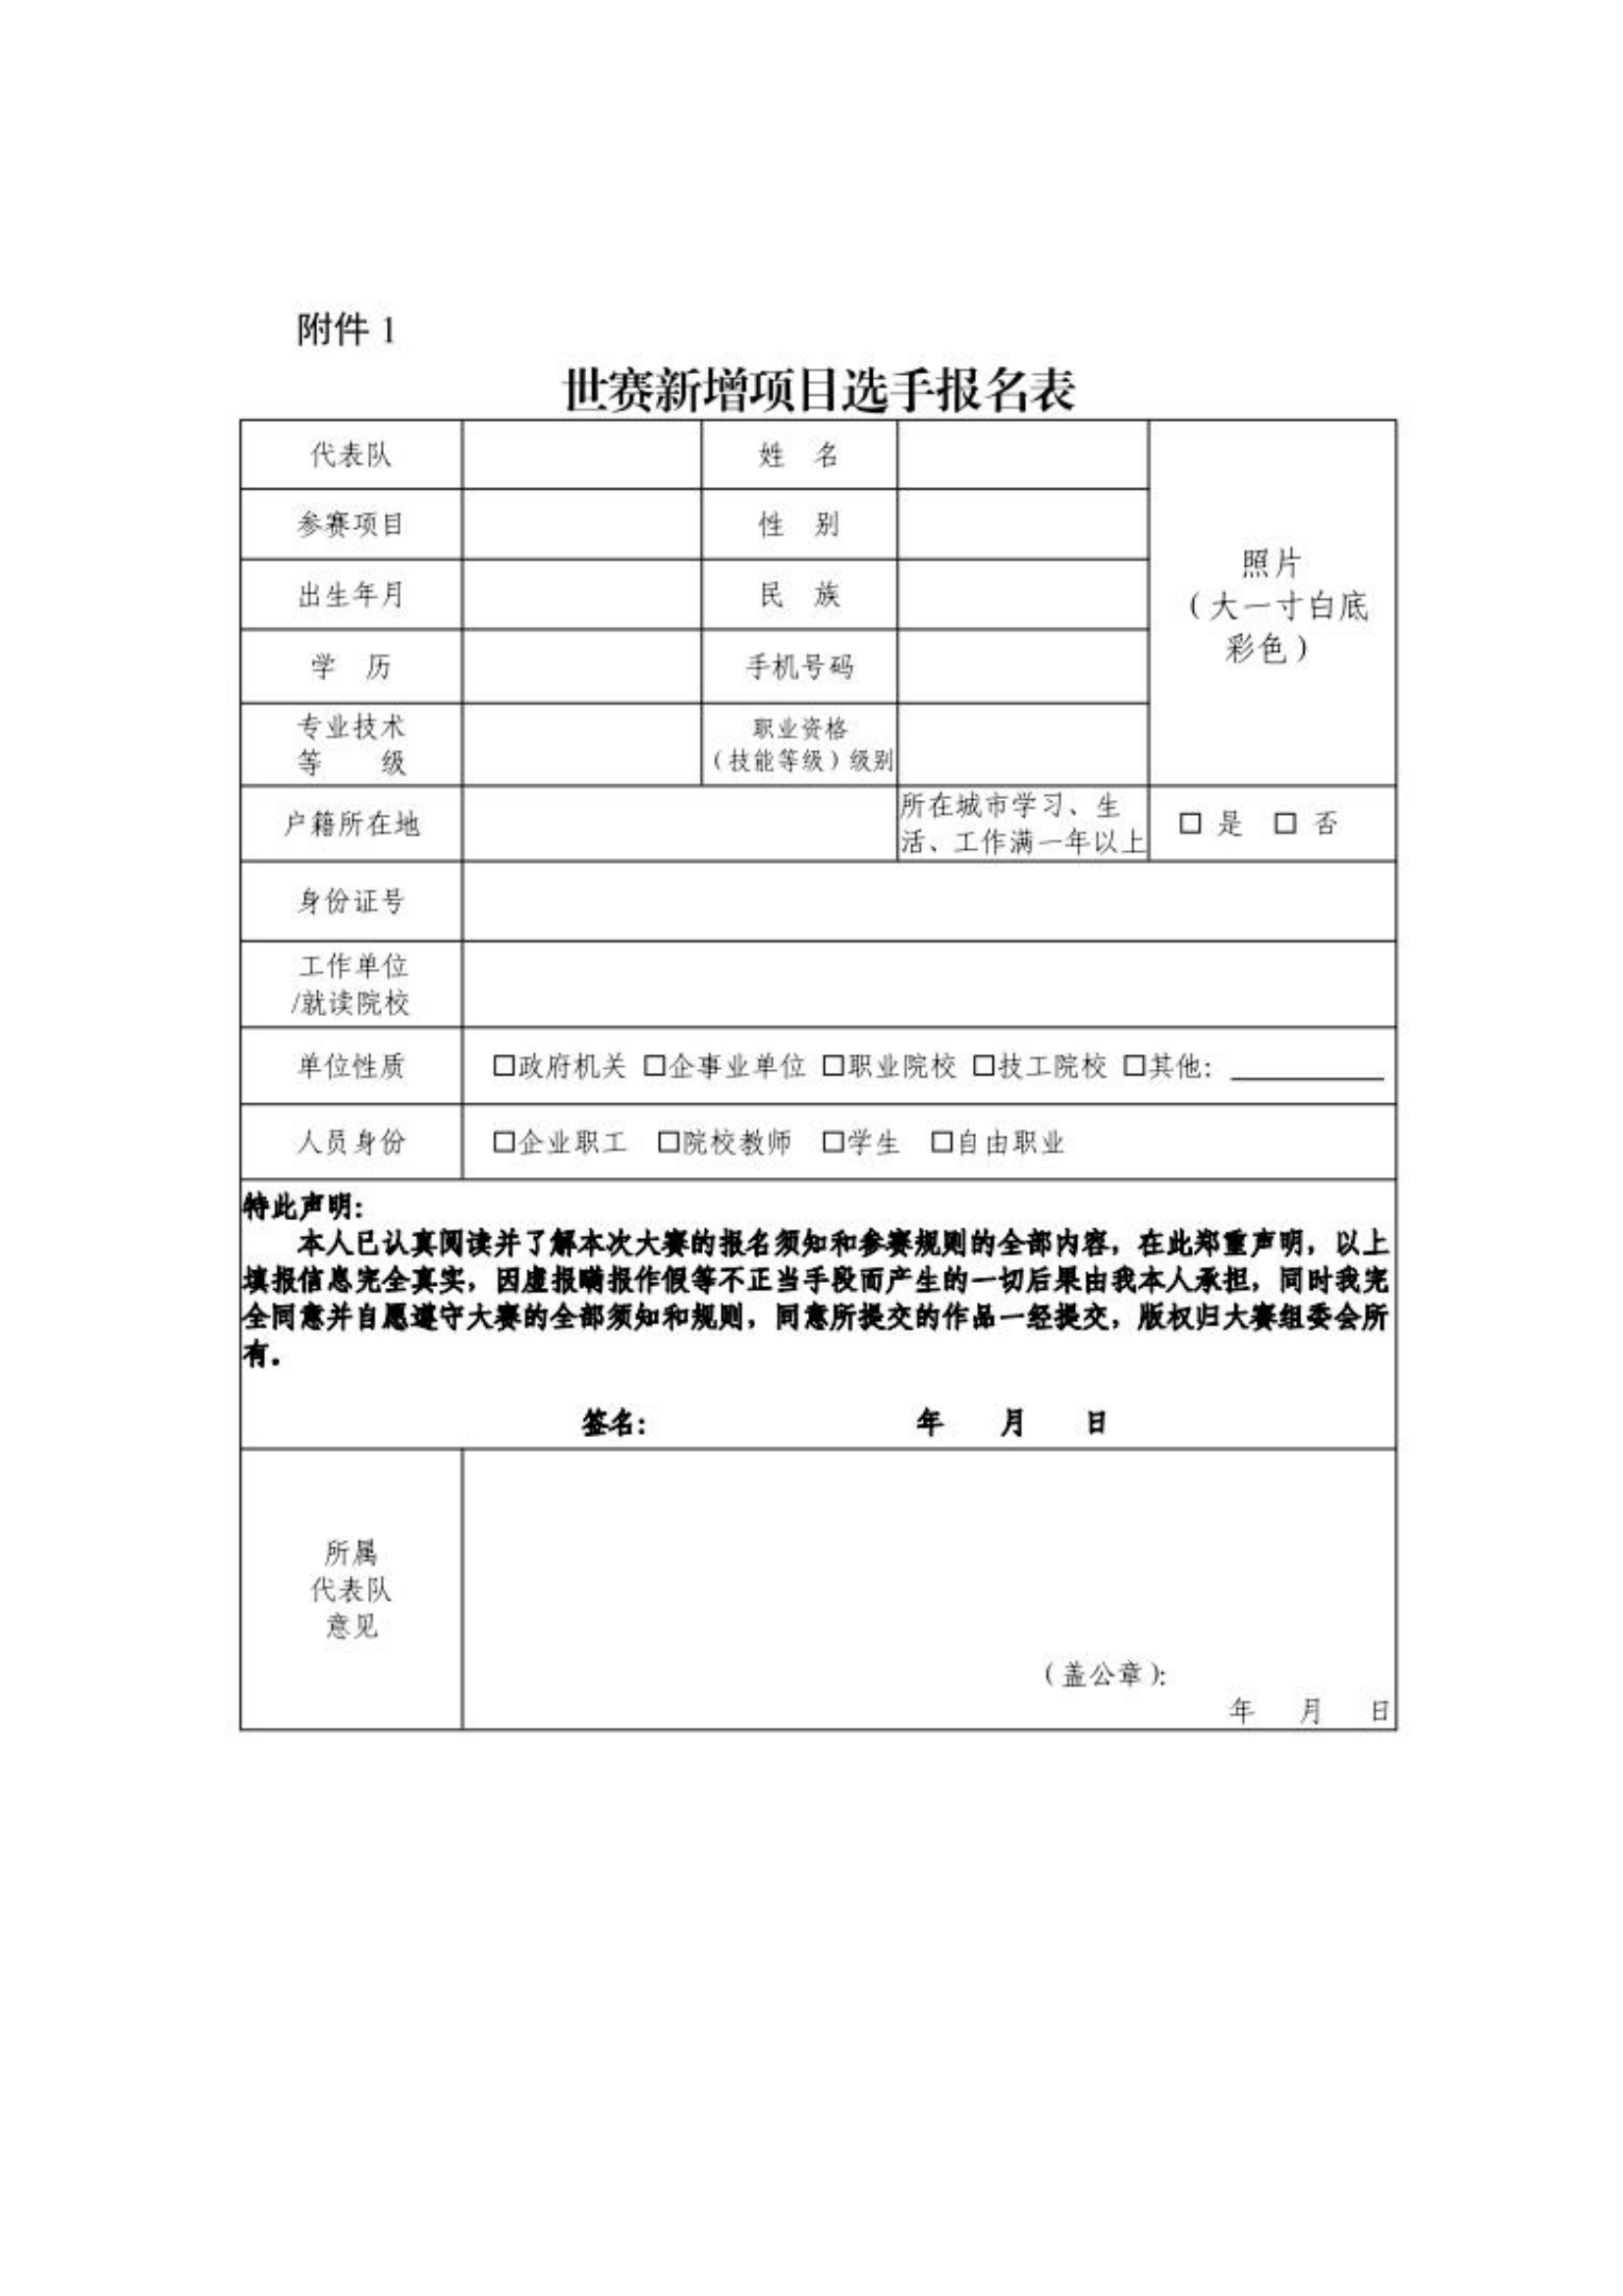 附件 1
世赛新增项目选手报名表
代表队
姓 名
照片
（大一寸白底
彩色）
参赛项目
性 别
出生年月
民 族
学 历
手机号码
专业技术
等 级
职业资格
（技能等级）级别
户籍所在地
所在城市学习、生
活、工作满一年以上
□ 是 □ 否
身份证号
工作单位
/就读院校
单位性质
□政府机关 □企事业单位 □职业院校 □技工院校 □其他：________
人员身份
□企业职工 □院校教师 □学生 □自由职业
特此声明：
本人已认真阅读并了解本次大赛的报名须知和参赛规则的全部内容，在此郑重声明，以上
填报信息完全真实，因虚报瞒报作假等不正当手段而产生的一切后果由我本人承担，同时我完
全同意并自愿遵守大赛的全部须知和规则，同意所提交的作品一经提交，版权归大赛组委会所
有。
签名： 年 月 日
所属
代表队
意见
（盖公章）：
年 月 日